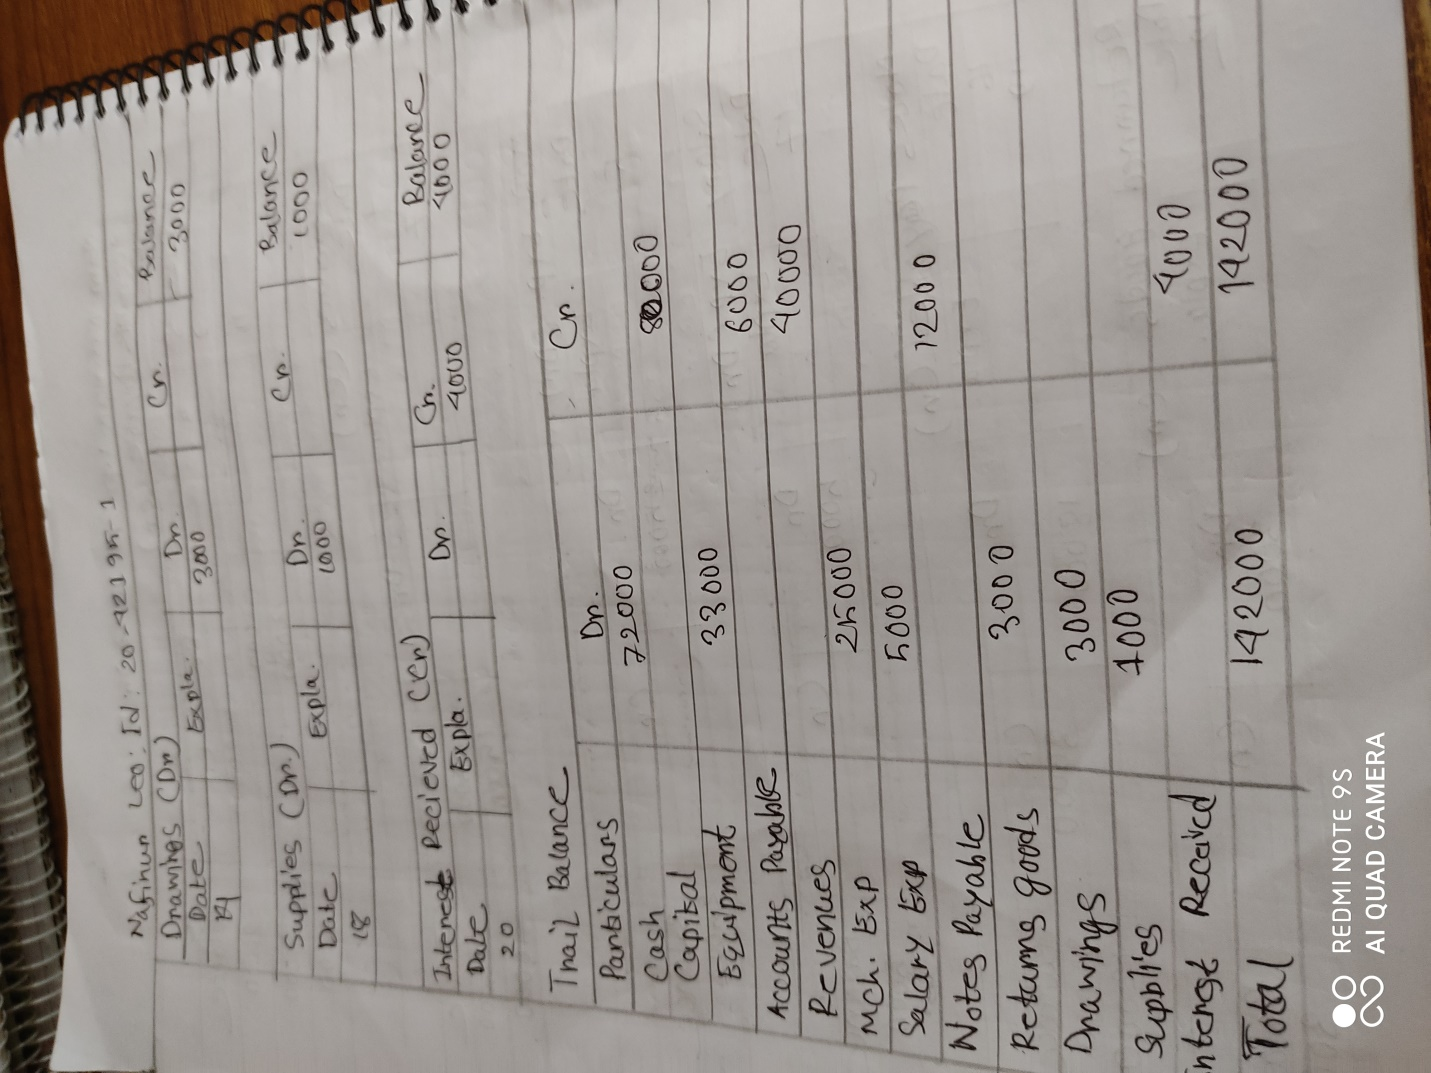 Nafinun Leo: Id: 20-42195-1
Drawings (Dr)
Date Expla. Dr. Cr. Balance
19 3000 3000
Supplies (Dr.)
Date Expla. Dr. Cr. Balance
18 1000 1000
Interest Recieved (Cr)
Date Expla. Dr. Cr. Balance
20 4000 4000
Trail Balance
Particulars Dr. Cr.
Cash 72000
Capital 80000
Equipment 33000
Accounts Payable 6000
Revenues 40000
Mch. Exp 25000
Salary Exp 5000
Notes Payable 12000
Returns goods 3000
Drawings 3000
Supplies 1000
Interest Received 4000
Total 142000 142000
REDMI NOTE 9S
AI QUAD CAMERA